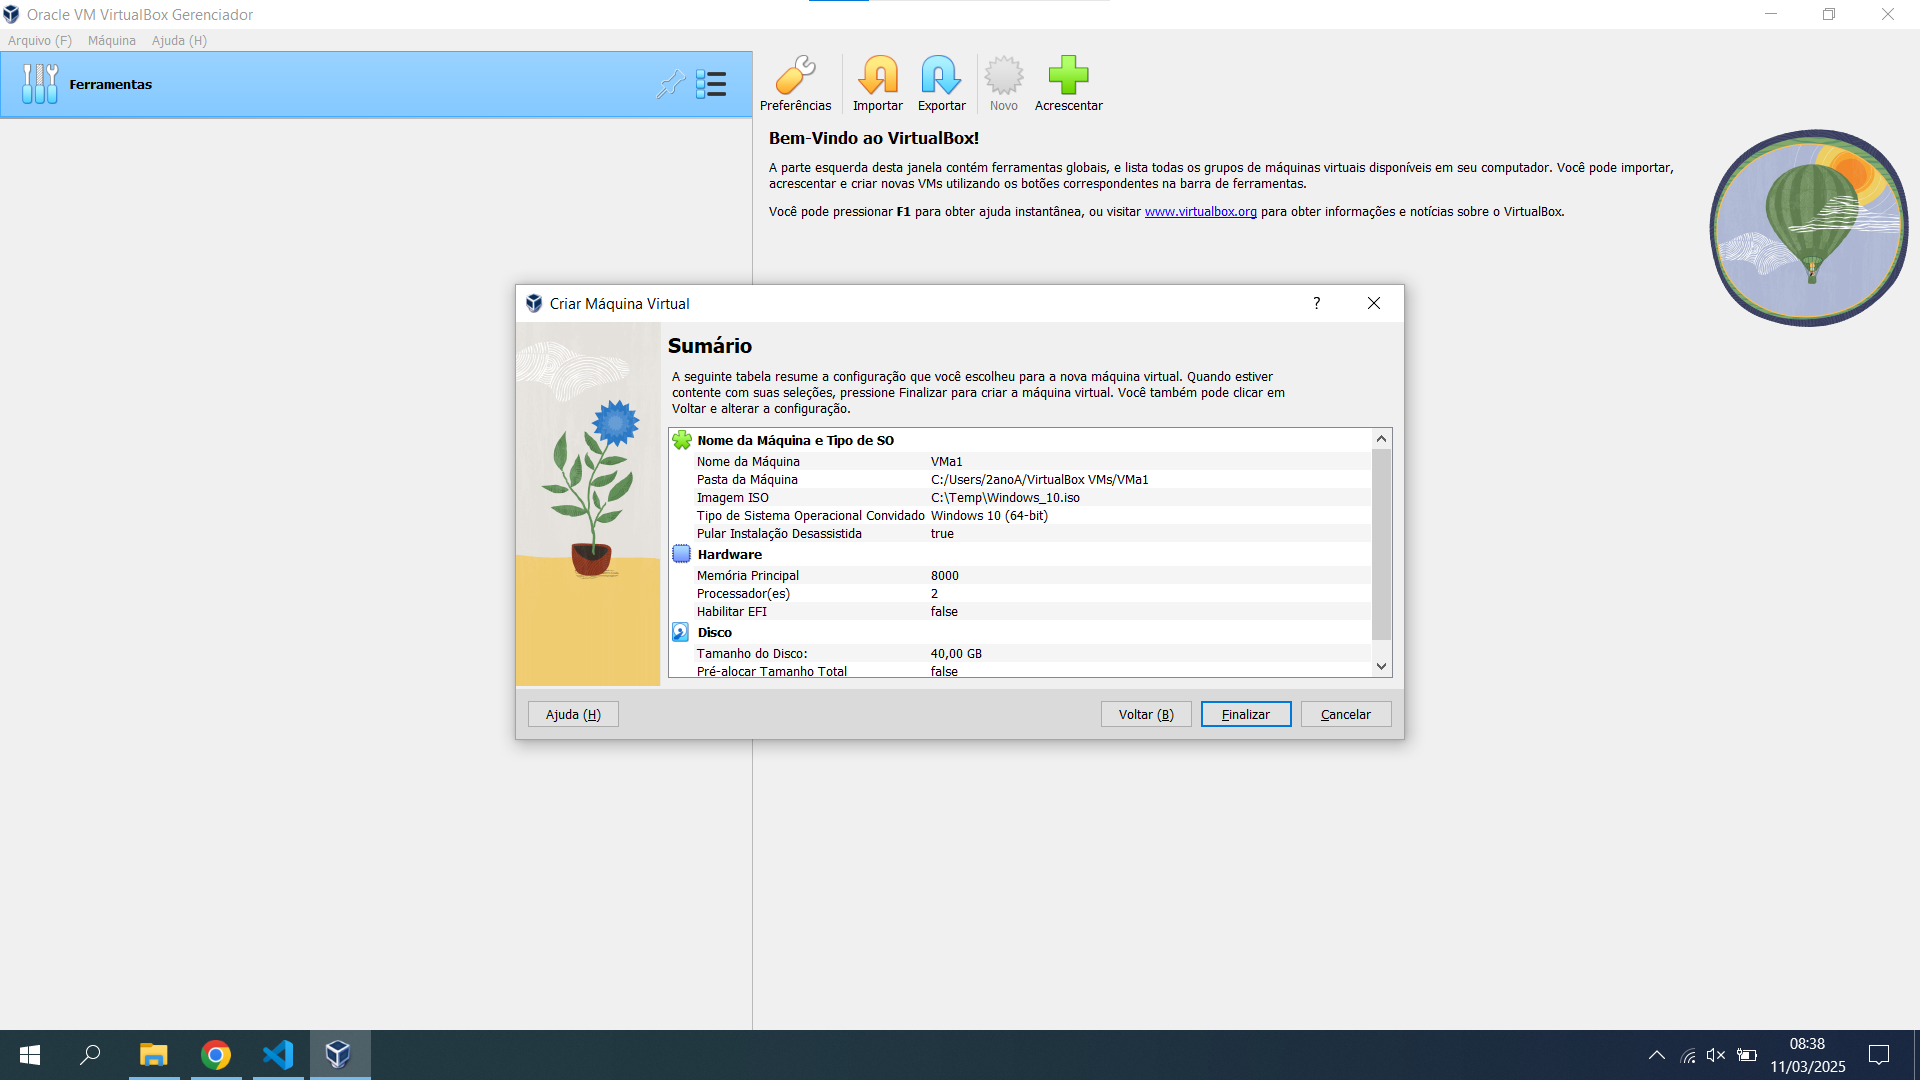 Oracle VM VirtualBox Gerenciador
Arquivo (F) Máquina Ajuda (H)
Ferramentas
Preferências Importar Exportar Novo Acrescentar
Bem-Vindo ao VirtualBox!
A parte esquerda desta janela contém ferramentas globais, e lista todas os grupos de máquinas virtuais disponíveis em seu computador. Você pode importar,
acrescentar e criar novas VMs utilizando os botões correspondentes na barra de ferramentas.
Você pode pressionar F1 para obter ajuda instantânea, ou visitar www.virtualbox.org para obter informações e notícias sobre o VirtualBox.
Criar Máquina Virtual
?
Sumário
A seguinte tabela resume a configuração que você escolheu para a nova máquina virtual. Quando estiver
contente com suas seleções, pressione Finalizar para criar a máquina virtual. Você também pode clicar em
Voltar e alterar a configuração.
Nome da Máquina e Tipo de SO
Nome da Máquina VMa1
Pasta da Máquina C:/Users/2anoA/VirtualBox VMs/VMa1
Imagem ISO C:\Temp\Windows_10.iso
Tipo de Sistema Operacional Convidado Windows 10 (64-bit)
Pular Instalação Desassistida true
Hardware
Memória Principal 8000
Processador(es) 2
Habilitar EFI false
Disco
Tamanho do Disco: 40,00 GB
Pré-alocar Tamanho Total false
Ajuda (H) Voltar (B) Finalizar Cancelar
08:38
11/03/2025